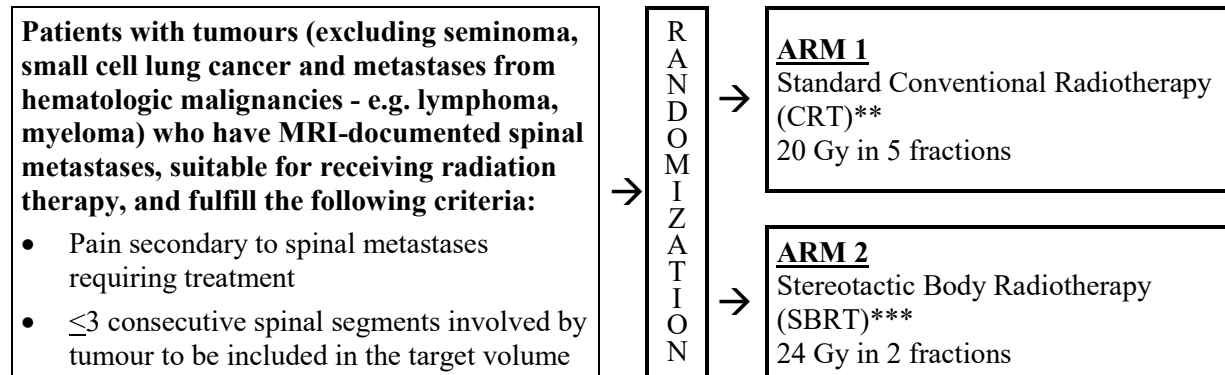 Patients with tumours (excluding seminoma,
small cell lung cancer and metastases from
hematologic malignancies - e.g. lymphoma,
myeloma) who have MRI-documented spinal
metastases, suitable for receiving radiation
therapy, and fulfill the following criteria:
• Pain secondary to spinal metastases
requiring treatment
• ≤3 consecutive spinal segments involved by
tumour to be included in the target volume
→
R
A
N
D
O
M
I
Z
A
T
I
O
N
→
ARM 1
Standard Conventional Radiotherapy
(CRT)**
20 Gy in 5 fractions
→
ARM 2
Stereotactic Body Radiotherapy
(SBRT)***
24 Gy in 2 fractions